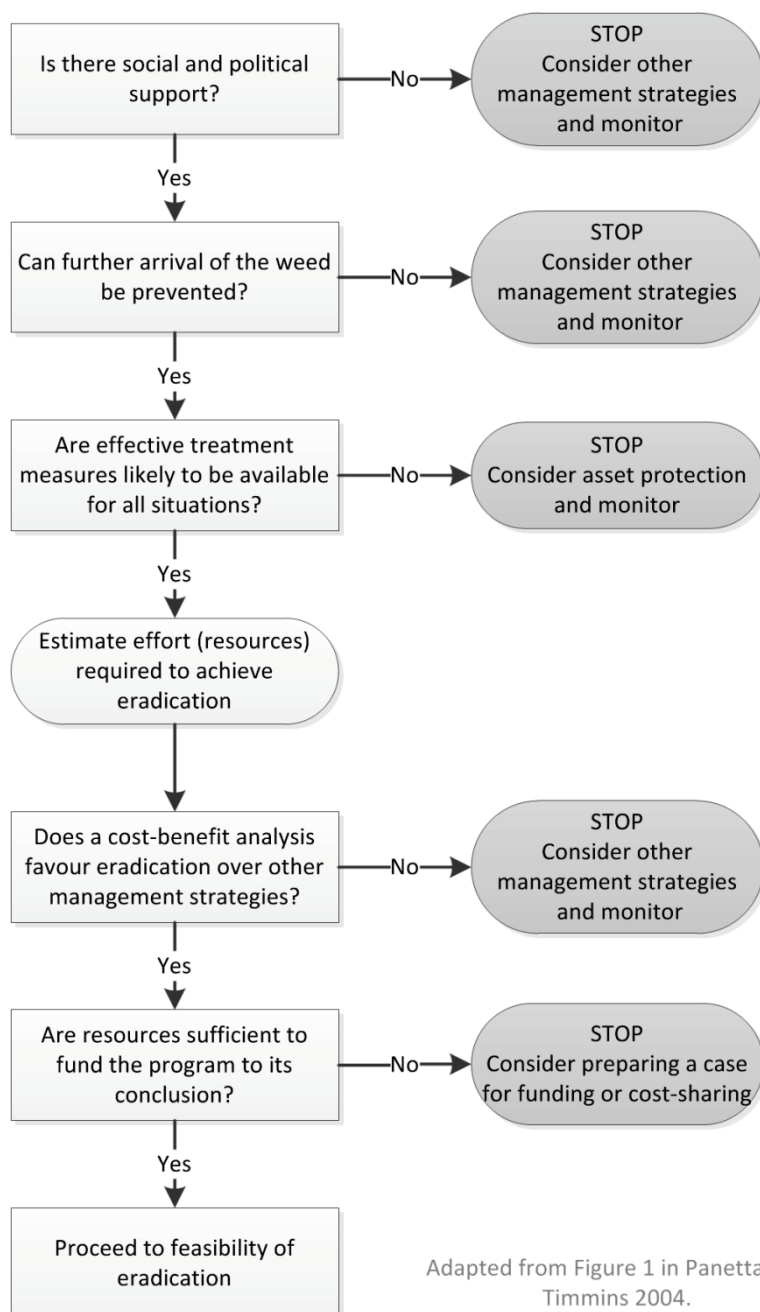 Is there social and political
support?
No
STOP
Consider other
management strategies
and monitor
Yes
Can further arrival of the weed
be prevented?
No
STOP
Consider other
management strategies
and monitor
Yes
Are effective treatment
measures likely to be available
for all situations?
No
STOP
Consider asset protection
and monitor
Yes
Estimate effort (resources)
required to achieve
eradication
Does a cost-benefit analysis
favour eradication over other
management strategies?
No
STOP
Consider other
management strategies
and monitor
Yes
Are resources sufficient to
fund the program to its
conclusion?
No
STOP
Consider preparing a case
for funding or cost-sharing
Yes
Proceed to feasibility of
eradication
Adapted from Figure 1 in Panetta
Timmins 2004.